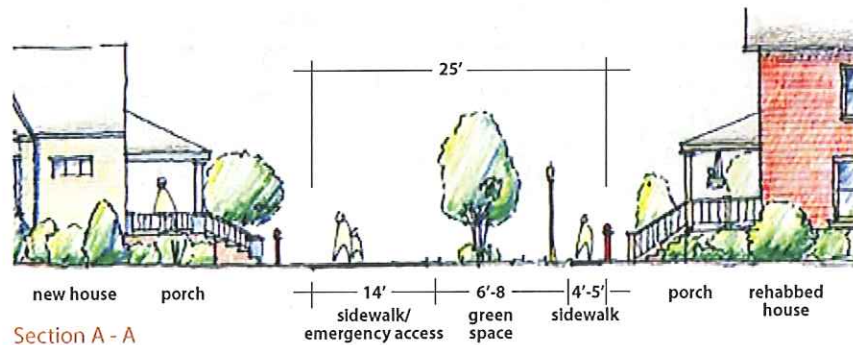 25'
14' 6'-8 4'-5'
new house porch sidewalk/ green sidewalk porch rehabbed
emergency access space house
Section A - A